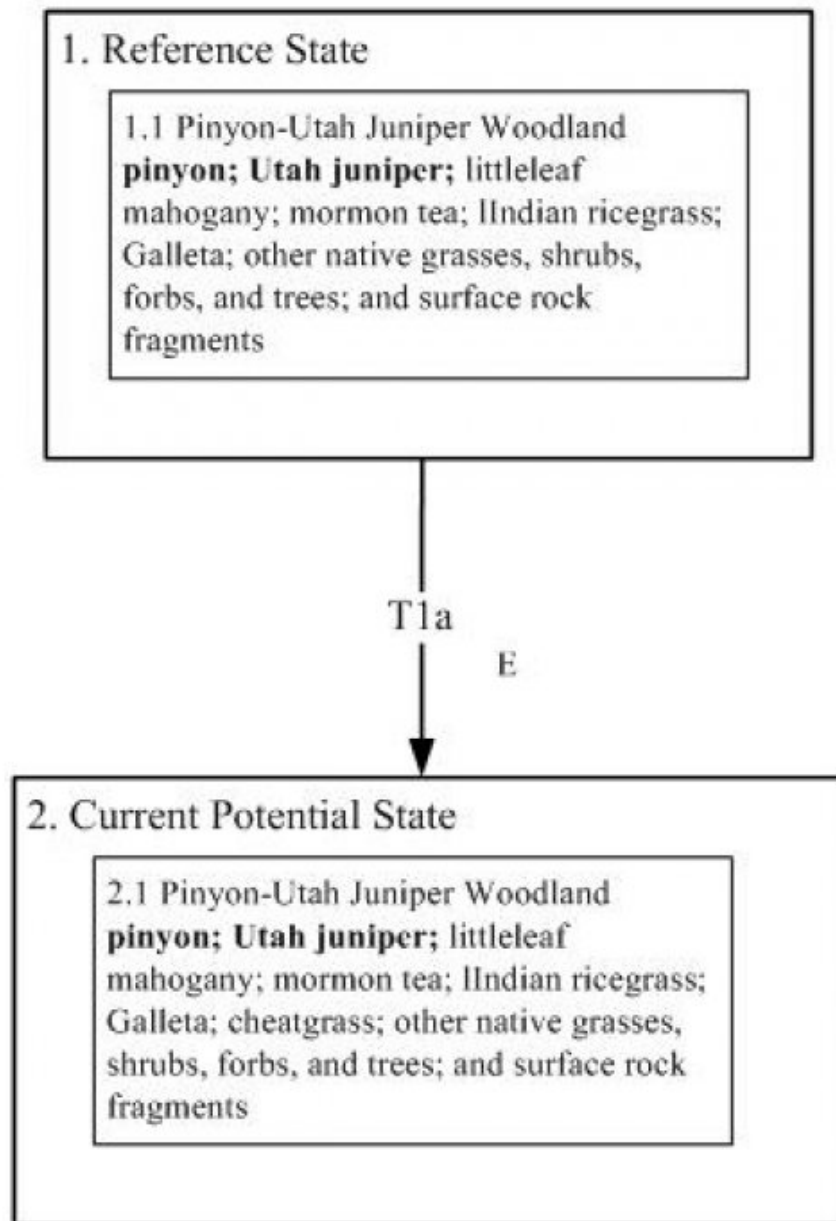 1. Reference State
1.1 Pinyon-Utah Juniper Woodland
pinyon; Utah juniper; littleleaf
mahogany; mormon tea; IIndian ricegrass;
Galleta; other native grasses, shrubs,
forbs, and trees; and surface rock
fragments
T1a
E
2. Current Potential State
2.1 Pinyon-Utah Juniper Woodland
pinyon; Utah juniper; littleleaf
mahogany; mormon tea; IIndian ricegrass;
Galleta; cheatgrass; other native grasses,
shrubs, forbs, and trees; and surface rock
fragments